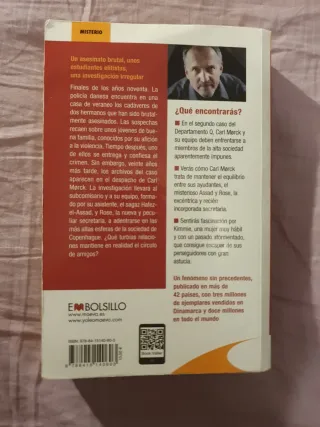 MISTERIO
Un asesinato brutal, unos
estudiantes elitistas,
una investigación irregular
Finales de los años noventa. La
policía danesa encuentra en una
casa de veraneo los cadáveres de
dos hermanos que han sido brutal-
mente asesinados. Las sospechas
recaen sobre unos jóvenes de bue-
na familia, conocidos por su afición
a la violencia. Tiempo después, uno
de ellos se entrega y confiesa el
crimen. Sin embargo, veinte años
más tarde, los archivos del caso
aparecen en el despacho de Carl
Mørck. La investigación llevará al
subcomisario y a su equipo, forma-
do por su asistente, el sagaz Hafez
el-Assad, y Rose, la nueva y pecu-
liar secretaria, a adentrarse en las
más altas esferas de la sociedad de
Copenhague. ¿Qué turbias relacio-
nes mantiene en realidad el círculo
de amigos?
¿Qué encontrarás?
En el segundo caso del
Departamento Q, Carl Mørck y
su equipo deben enfrentarse a
miembros de la alta sociedad
aparentemente impunes.
Verás cómo Carl Mørck
trata de mantener el equilibrio
entre sus ayudantes, el
misterioso Assad y Rose, la
excéntrica y recién
incorporada secretaria.
Sentirás fascinación por
Kimmie, una mujer muy hábil
y con un pasado atormentado,
que consigue escapar de sus
perseguidores con gran
astucia.
Un fenómeno sin precedentes,
publicado en más de
42 países, con tres millones
de ejemplares vendidos en
Dinamarca y doce millones
en todo el mundo
EMBOLSILLO
www.maeva.es